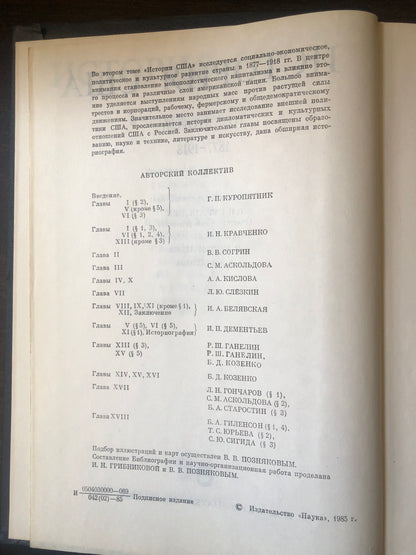 Во втором томе «Истории США» исследуется социально-экономическое,
политическое и культурное развитие страны в 1877—1918 гг. В центре
внимания становление монополистического капитализма и влияние это-
го процесса на различные слои американской нации. Большое внима-
ние уделяется выступлениям народных масс против растущей силы
трестов и корпораций, рабочему, фермерскому и общедемократическому
движениям. Значительное место занимает исследование внешней поли-
тики США, прослеживается история дипломатических и культурных
отношений США с Россией. Заключительные главы посвящены образо-
ванию, науке и технике, литературе и искусству, дана обширная исто-
риография.
АВТОРСКИЙ КОЛЛЕКТИВ
Введение,
Главы I (§ 2),
V (кроме § 5),
VI (§ 3)
Г. П. КУРОПЯТНИК
Главы I (§ 1, 3),
VI (§ 1, 2, 4),
XIII (кроме § 3)
И. Н. КРАВЧЕНКО
Глава II В. В. СОГРИН
Глава III С. М. АСКОЛЬДОВА
Главы IV, X А. А. КИСЛОВА
Глава VII Л. Ю. СЛЁЗКИН
Главы VIII, IX, XI (кроме § 1),
XII, Заключение
И. А. БЕЛЯВСКАЯ
Главы V (§ 5), VI (§ 5),
XI (§ 1), Историография
И. П. ДЕМЕНТЬЕВ
Главы XIII (§ 3), Р. Ш. ГАНЕЛИН
XV (§ 5) Р. Ш. ГАНЕЛИН,
Б. Д. КОЗЕНКО
Главы XIV, XV, XVI Б. Д. КОЗЕНКО
Глава XVII Л. Н. ГОНЧАРОВ (§ 1),
С. М. АСКОЛЬДОВА (§ 2),
Б. А. СТАРОСТИН (§ 3)
Глава XVIII Б. А. ГИЛЕНСОН (§ 1, 4),
Т. С. ЮРЬЕВА (§ 2),
С. Ю. СИГИДА (§ 3)
Подбор иллюстраций и карт осуществлен В. В. ПОЗНЯКОВЫМ.
Составление Библиографии и научно-организационная работа проделана
И. И. ГРИБНИКОВОЙ и В. В. ПОЗНЯКОВЫМ.
И 0504030000—069
042(02)—85 Подписное издание
© Издательство «Наука», 1985 г.